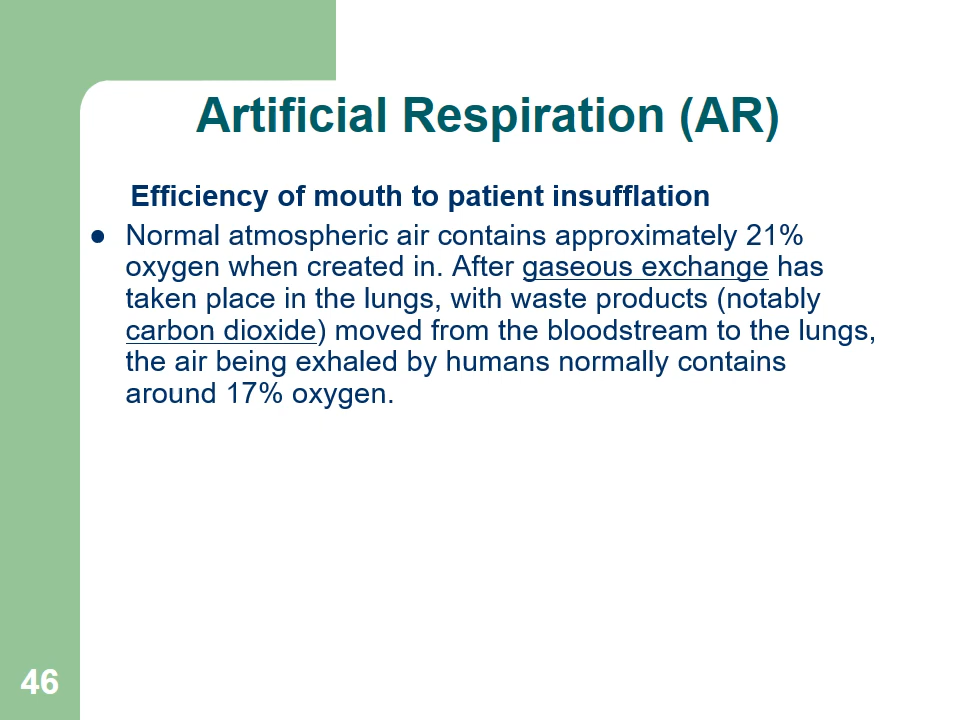 Artificial Respiration (AR)
Efficiency of mouth to patient insufflation
● Normal atmospheric air contains approximately 21%
oxygen when created in. After gaseous exchange has
taken place in the lungs, with waste products (notably
carbon dioxide) moved from the bloodstream to the lungs,
the air being exhaled by humans normally contains
around 17% oxygen.
46